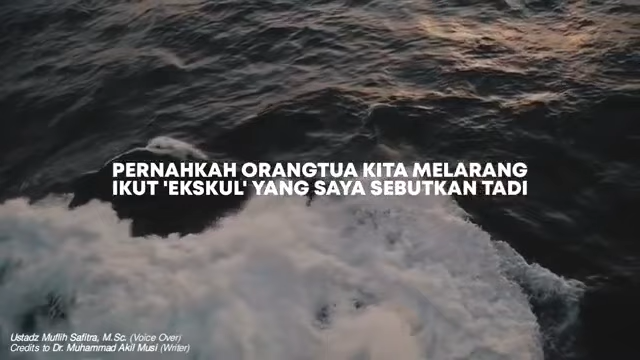 PERNAHKAH ORANGTUA KITA MELARANG
IKUT 'EKSKUL' YANG SAYA SEBUTKAN TADI
Ustadz Muflih Safitra, M.Sc. (Voice Over)
Credits to Dr. Muhammad Akil Musi (Writer)